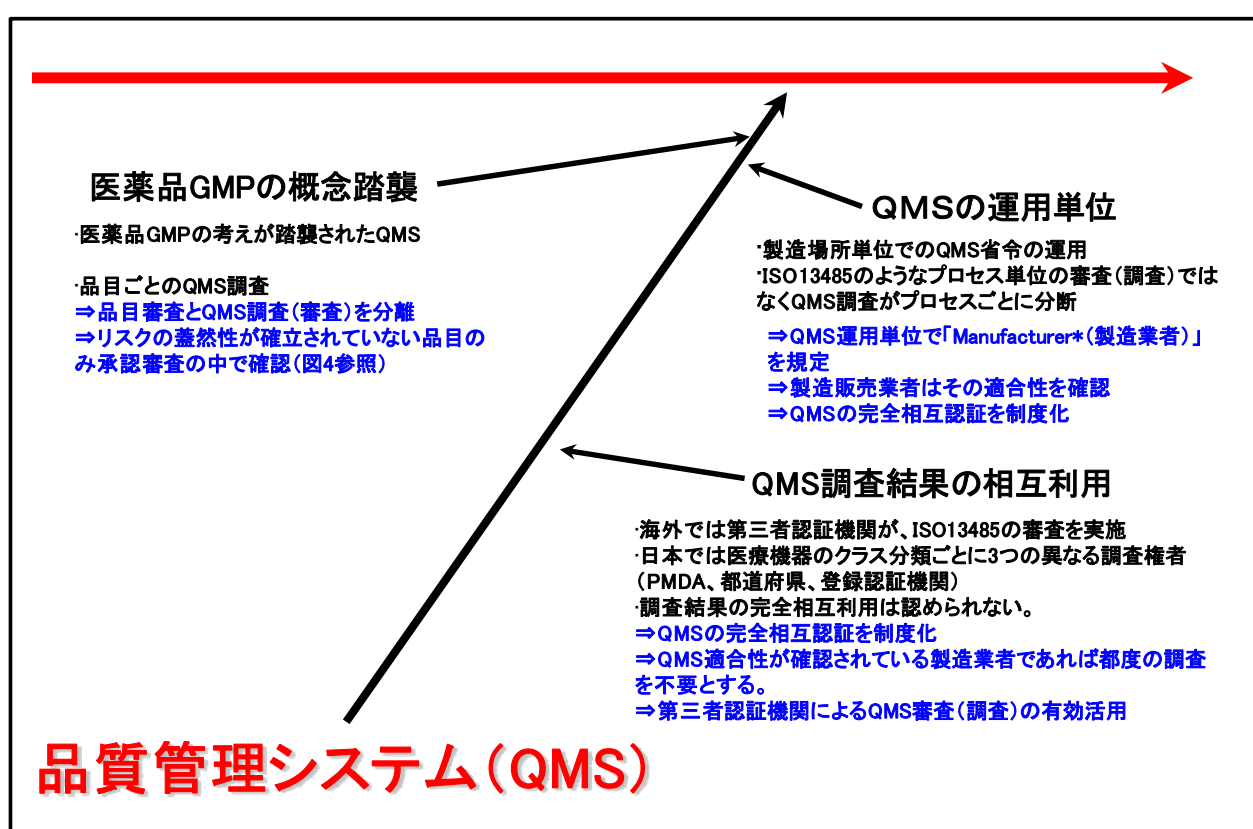 医薬品GMPの概念踏襲
･医薬品GMPの考えが踏襲されたQMS
･品目ごとのQMS調査
⇒品目審査とQMS調査（審査）を分離
⇒リスクの蓋然性が確立されていない品目の
み承認審査の中で確認（図4参照）
ＱＭＳの運用単位
･製造場所単位でのQMS省令の運用
･ISO13485のようなプロセス単位の審査（調査）では
なくQMS調査がプロセスごとに分断
⇒QMS運用単位で「Manufacturer*（製造業者）」
を規定
⇒製造販売業者はその適合性を確認
⇒QMSの完全相互認証を制度化
QMS調査結果の相互利用
･海外では第三者認証機関が、ISO13485の審査を実施
･日本では医療機器のクラス分類ごとに3つの異なる調査権者
（PMDA、都道府県、登録認証機関）
･調査結果の完全相互利用は認められない。
⇒QMSの完全相互認証を制度化
⇒QMS適合性が確認されている製造業者であれば都度の調査
を不要とする。
⇒第三者認証機関によるQMS審査（調査）の有効活用
品質管理システム（QMS）